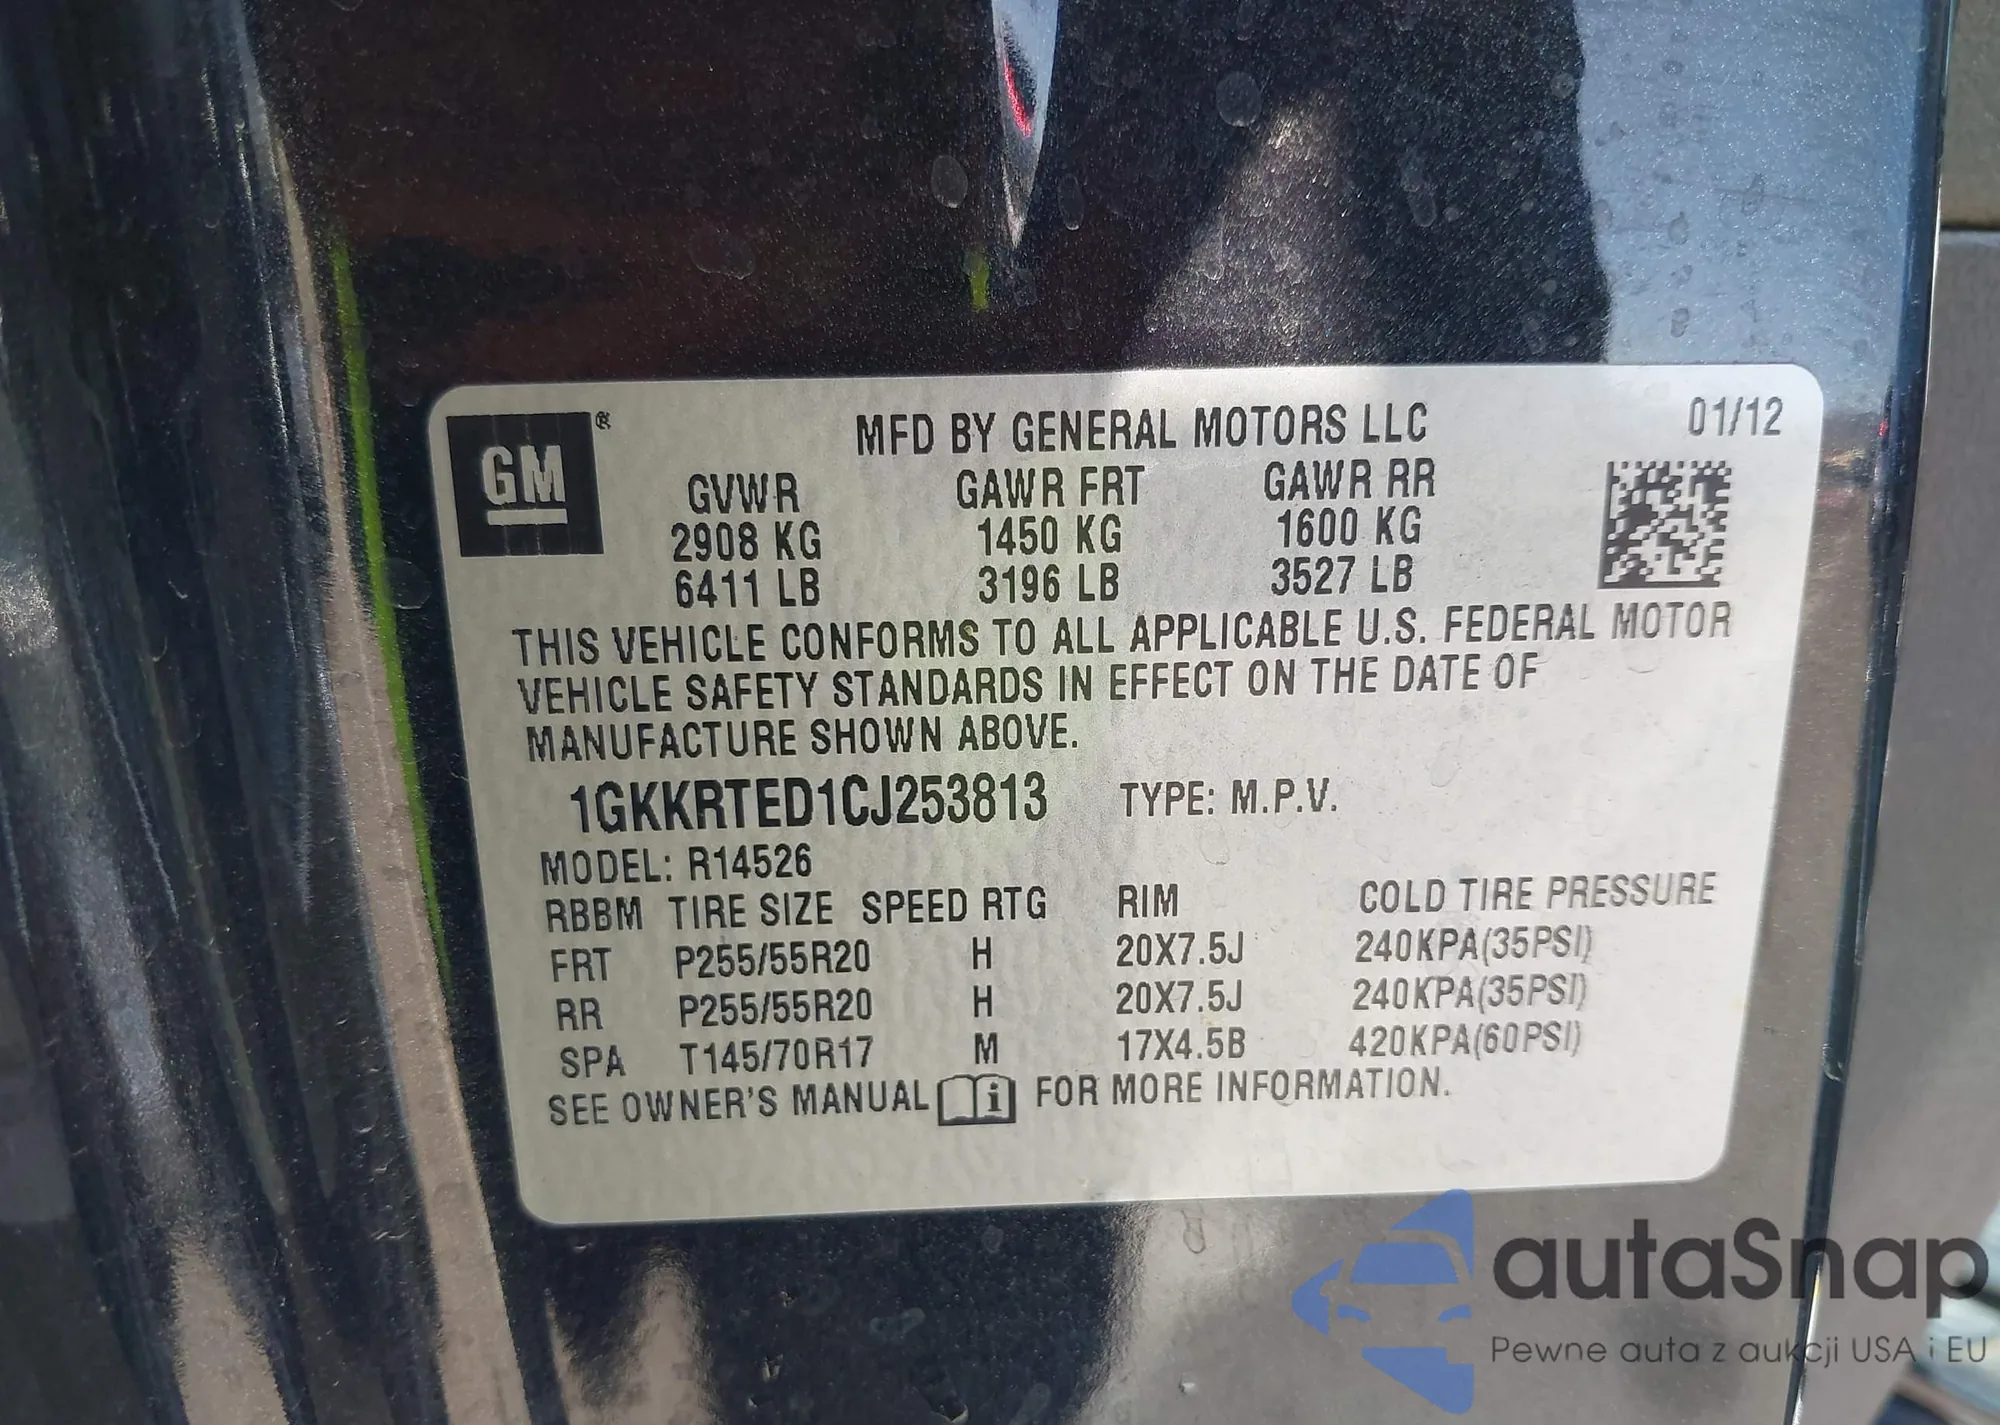 GM ® MFD BY GENERAL MOTORS LLC 01/12
GVWR GAWR FRT GAWR RR
2908 KG 1450 KG 1600 KG
6411 LB 3196 LB 3527 LB
THIS VEHICLE CONFORMS TO ALL APPLICABLE U.S. FEDERAL MOTOR
VEHICLE SAFETY STANDARDS IN EFFECT ON THE DATE OF
MANUFACTURE SHOWN ABOVE.
1GKKRTED1CJ253813 TYPE: M.P.V.
MODEL: R14526
RBBM TIRE SIZE SPEED RTG RIM COLD TIRE PRESSURE
FRT P255/55R20 H 20X7.5J 240KPA(35PSI)
RR P255/55R20 H 20X7.5J 240KPA(35PSI)
SPA T145/70R17 M 17X4.5B 420KPA(60PSI)
SEE OWNER'S MANUAL i FOR MORE INFORMATION.
autaSnap
Pewne auta z aukcji USA i EU